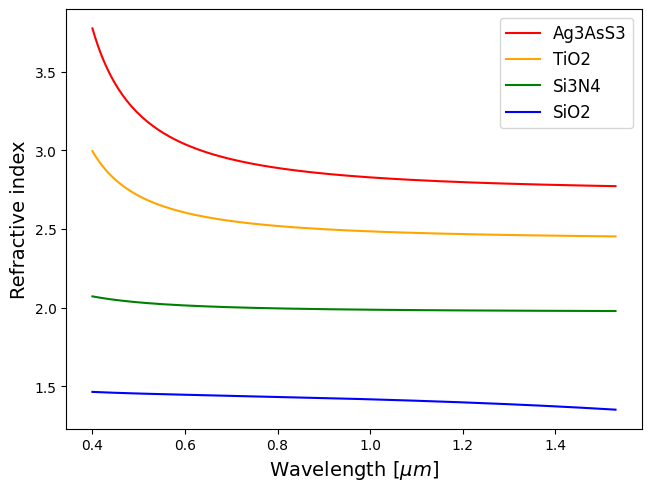 Ag3AsS3
TiO2
Si3N4
SiO2
Refractive index
3.5
3.0
2.5
2.0
1.5
0.4 0.6 0.8 1.0 1.2 1.4
Wavelength [μm]